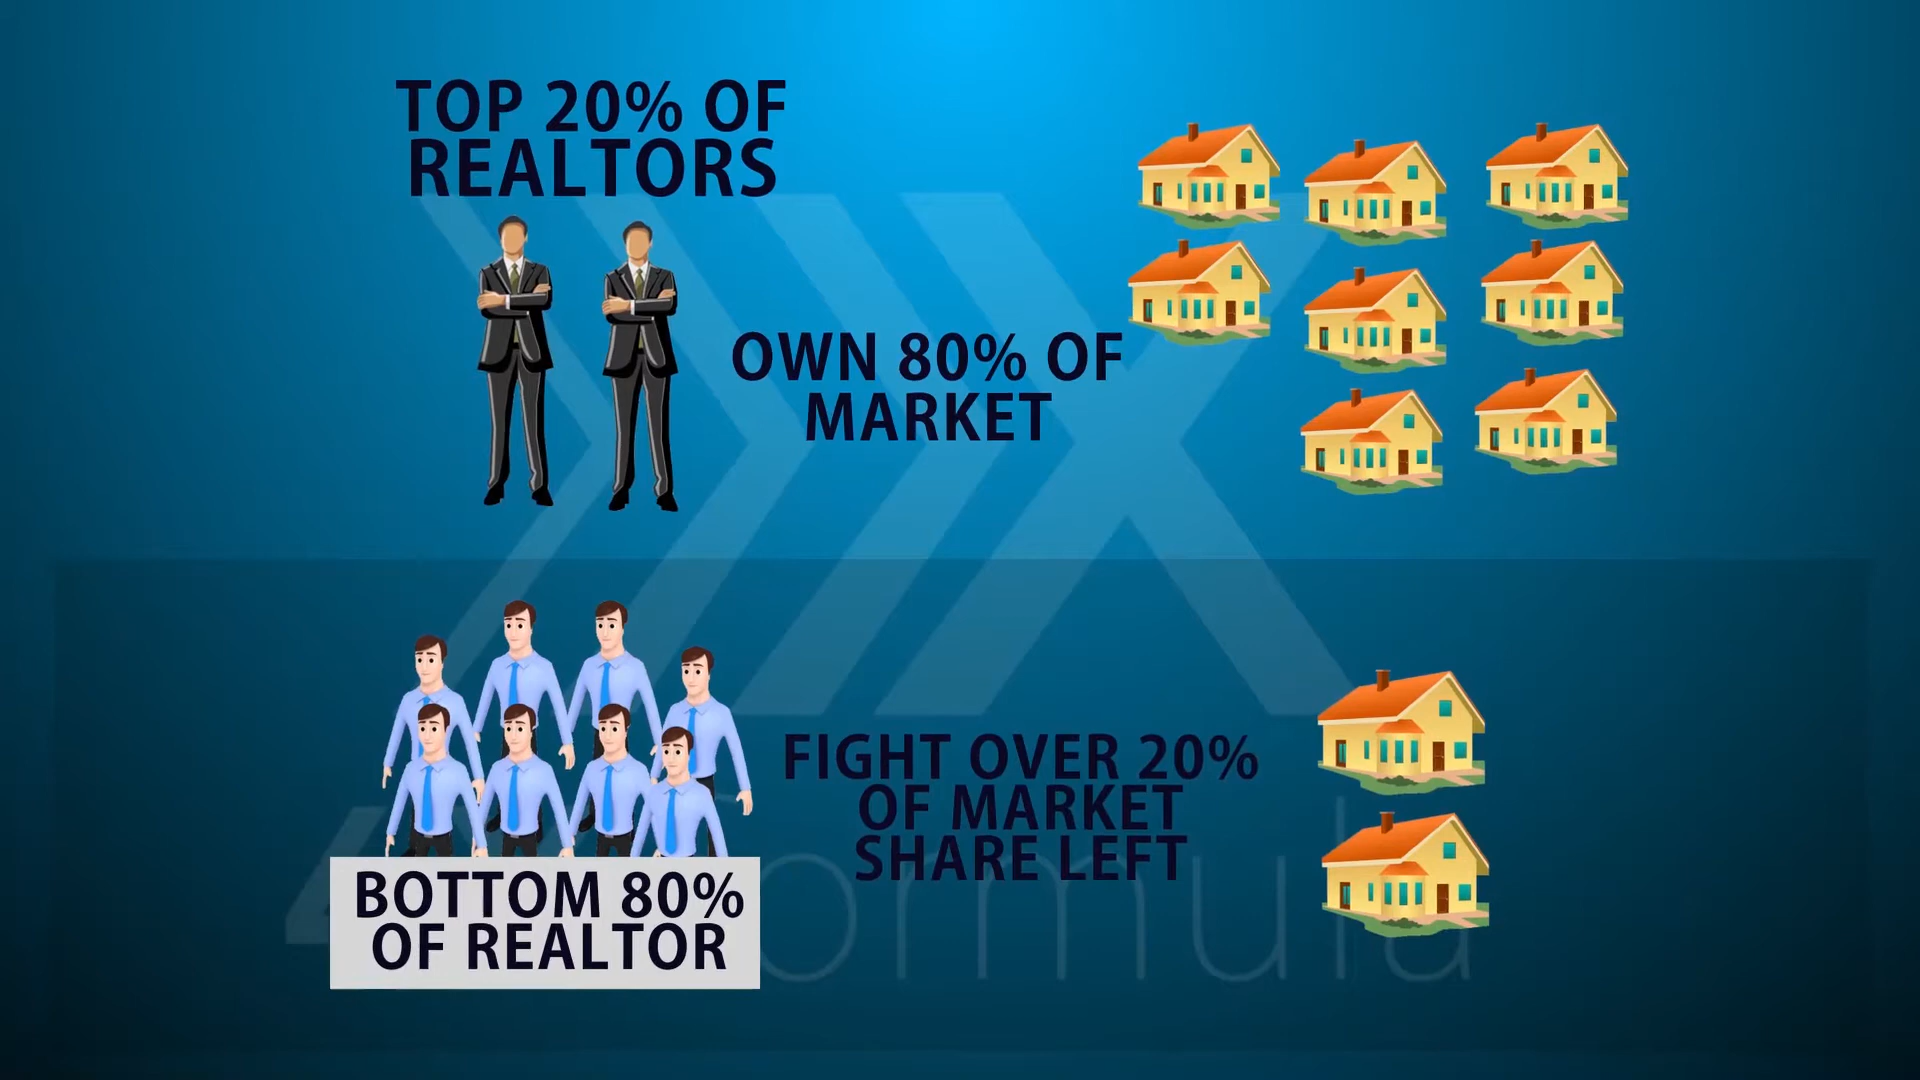 TOP 20% OF
REALTORS
OWN 80% OF
MARKET
FIGHT OVER 20%
OF MARKET
SHARE LEFT
BOTTOM 80%
OF REALTOR